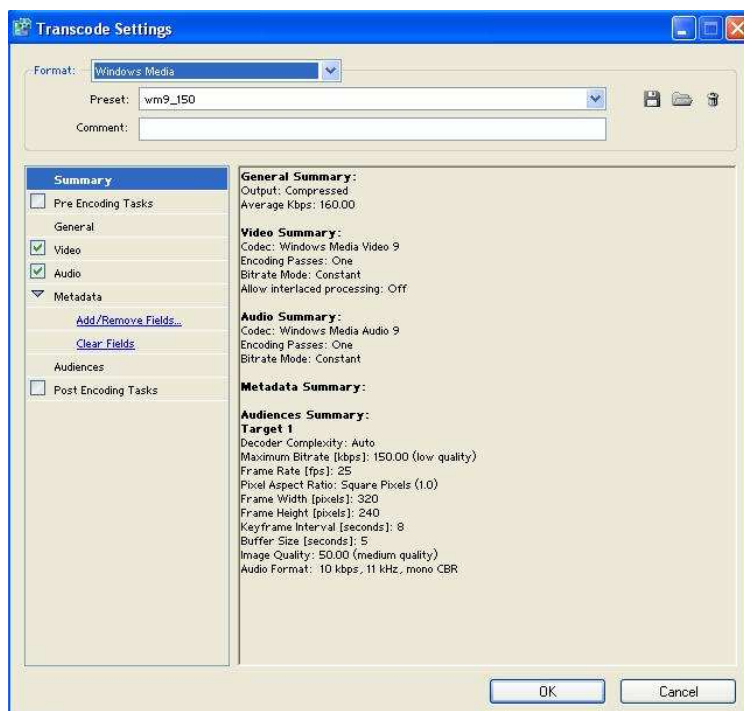 Transcode Settings
Format: Windows Media
Preset: wm9_150
Comment:
Summary
Pre Encoding Tasks
General
Video
Audio
Metadata
Add/Remove Fields...
Clear Fields
Audiences
Post Encoding Tasks
General Summary:
Output: Compressed
Average Kbps: 160.00
Video Summary:
Codec: Windows Media Video 9
Encoding Passes: One
Bitrate Mode: Constant
Allow interlaced processing: Off
Audio Summary:
Codec: Windows Media Audio 9
Encoding Passes: One
Bitrate Mode: Constant
Metadata Summary:
Audiences Summary:
Target 1
Decoder Complexity: Auto
Maximum Bitrate [kbps]: 150.00 (low quality)
Frame Rate [fps]: 25
Pixel Aspect Ratio: Square Pixels (1.0)
Frame Width [pixels]: 320
Frame Height [pixels]: 240
Keyframe Interval [seconds]: 8
Buffer Size [seconds]: 5
Image Quality: 50.00 (medium quality)
Audio Format: 10 kbps, 11 kHz, mono CBR
OK
Cancel